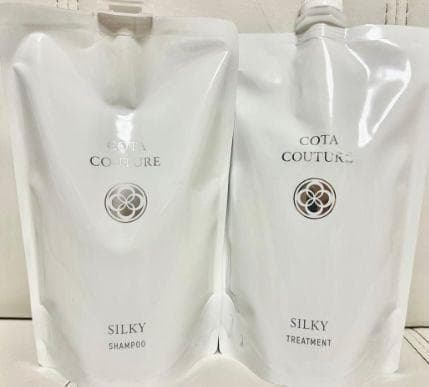 COTA
COUTURE
SILKY
SHAMPOO
COTA
COUTURE
SILKY
TREATMENT